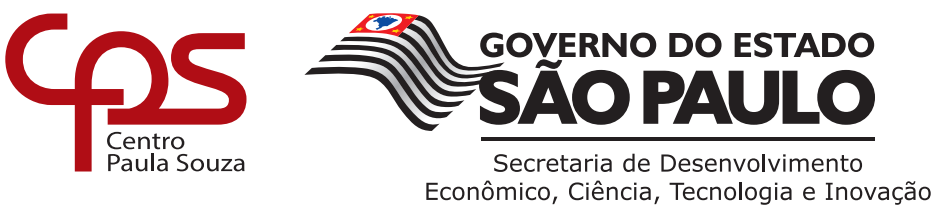 CPS
Centro
Paula Souza
GOVERNO DO ESTADO
SÃO PAULO
Secretaria de Desenvolvimento
Econômico, Ciência, Tecnologia e Inovação